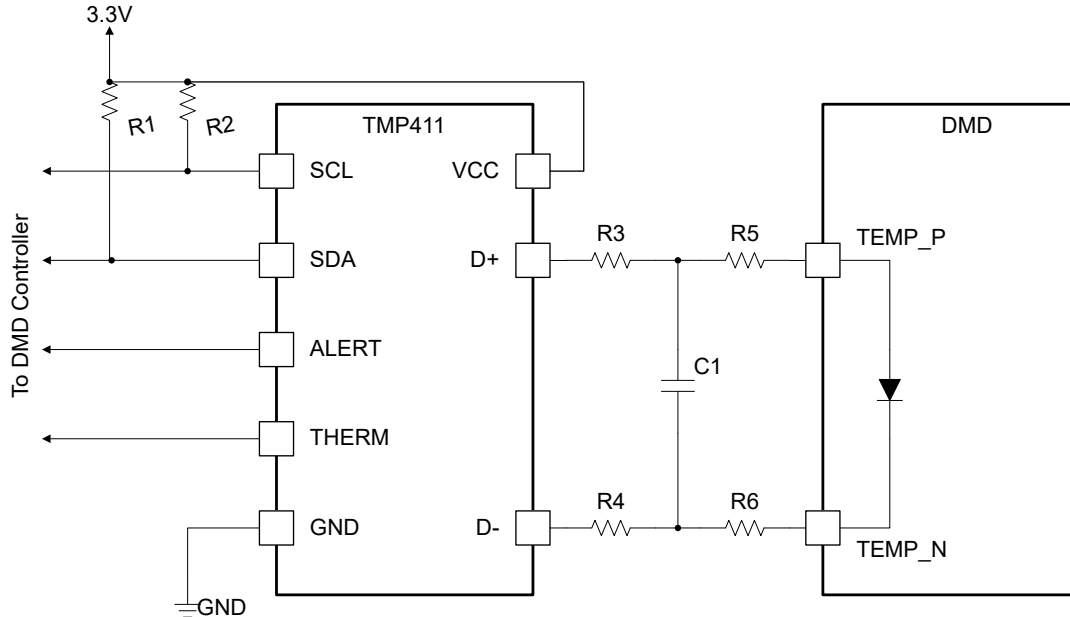 3.3V
R1
R2
TMP411
DMD
SCL
VCC
R3
R5
TEMP_P
SDA
D+
To DMD Controller
ALERT
C1
THERM
R4
R6
GND
D-
TEMP_N
GND